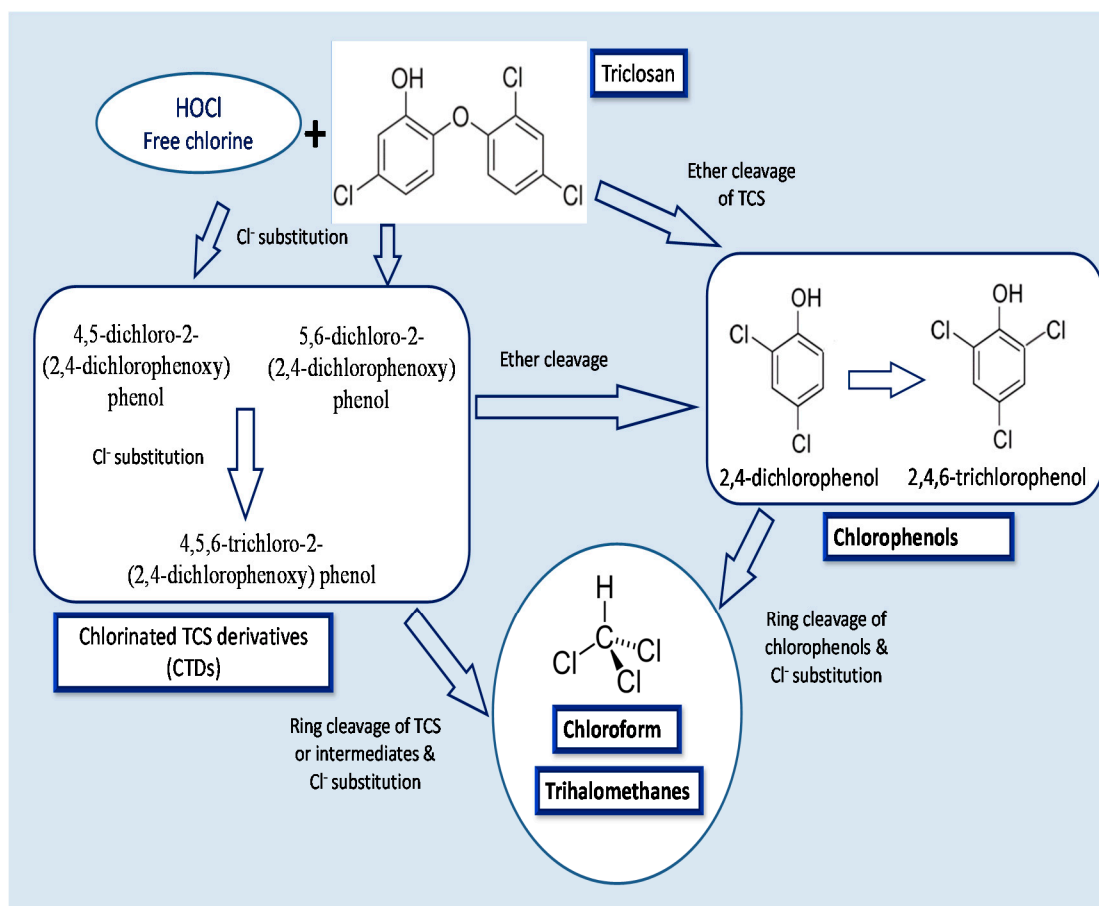 HOCl
Free chlorine
+
OH
Cl
O
Cl
Cl
Triclosan
Ether cleavage
of TCS
Cl⁻ substitution
4,5-dichloro-2-
(2,4-dichlorophenoxy)
phenol
5,6-dichloro-2-
(2,4-dichlorophenoxy)
phenol
Cl⁻ substitution
4,5,6-trichloro-2-
(2,4-dichlorophenoxy) phenol
Chlorinated TCS derivatives
(CTDs)
Ether cleavage
OH
Cl
Cl
2,4-dichlorophenol
OH
Cl
Cl
Cl
2,4,6-trichlorophenol
Chlorophenols
Ring cleavage of
chlorophenols &
Cl⁻ substitution
Ring cleavage of TCS
or intermediates &
Cl⁻ substitution
H
C
Cl
Cl
Cl
Chloroform
Trihalomethanes